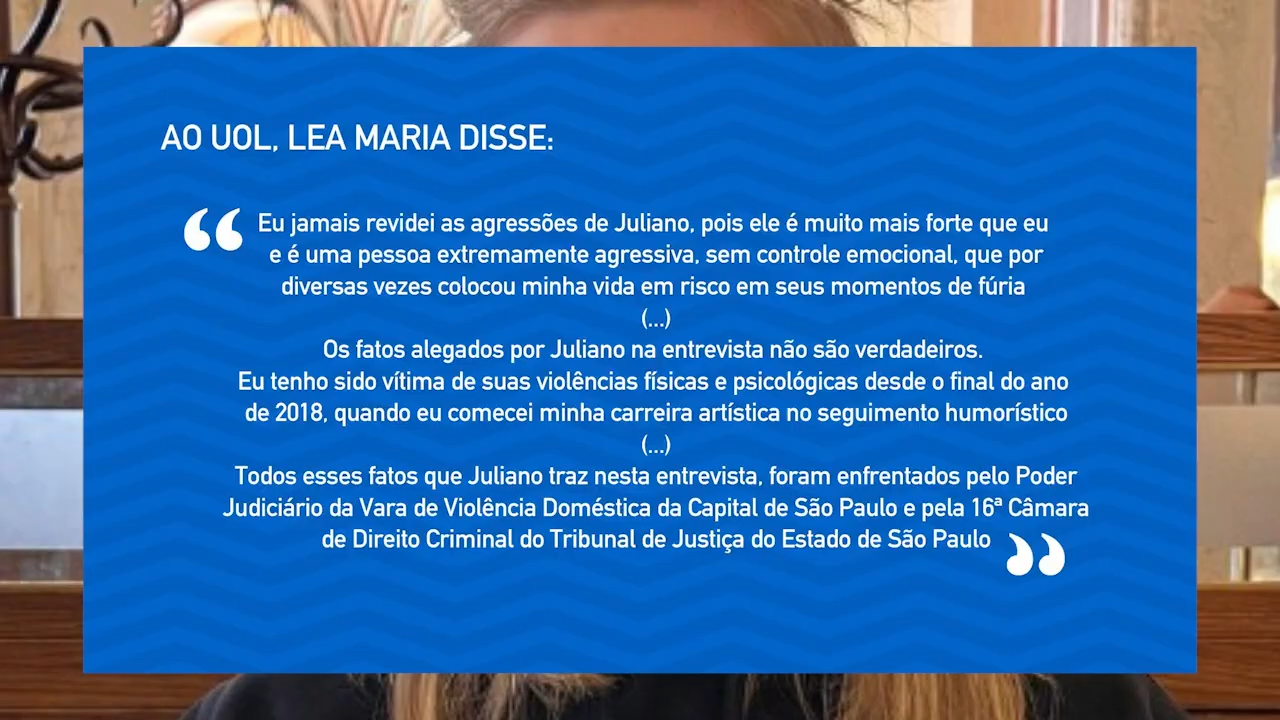 AO UOL, LEA MARIA DISSE:
“ Eu jamais revidei as agressões de Juliano, pois ele é muito mais forte que eu
e é uma pessoa extremamente agressiva, sem controle emocional, que por
diversas vezes colocou minha vida em risco em seus momentos de fúria
(...)
Os fatos alegados por Juliano na entrevista não são verdadeiros.
Eu tenho sido vítima de suas violências físicas e psicológicas desde o final do ano
de 2018, quando eu comecei minha carreira artística no seguimento humorístico
(...)
Todos esses fatos que Juliano traz nesta entrevista, foram enfrentados pelo Poder
Judiciário da Vara de Violência Doméstica da Capital de São Paulo e pela 16ª Câmara
de Direito Criminal do Tribunal de Justiça do Estado de São Paulo ”